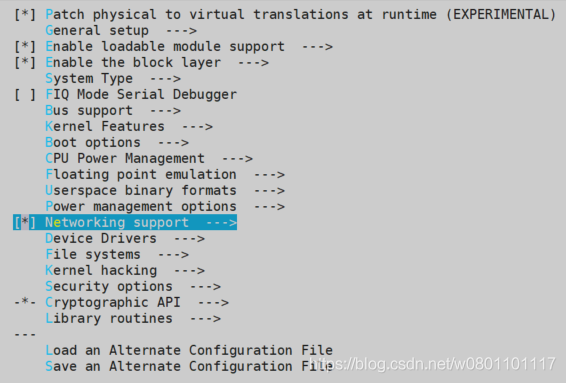 [*] Patch physical to virtual translations at runtime (EXPERIMENTAL)
General setup --->
[*] Enable loadable module support --->
[*] Enable the block layer --->
System Type --->
[ ] FIQ Mode Serial Debugger
Bus support --->
Kernel Features --->
Boot options --->
CPU Power Management --->
Floating point emulation --->
Userspace binary formats --->
Power management options --->
[*] Networking support --->
Device Drivers --->
File systems --->
Kernel hacking --->
Security options --->
-*- Cryptographic API --->
Library routines --->
---
Load an Alternate Configuration File
Save an Alternate Configuration File
https://blog.csdn.net/w0801101117